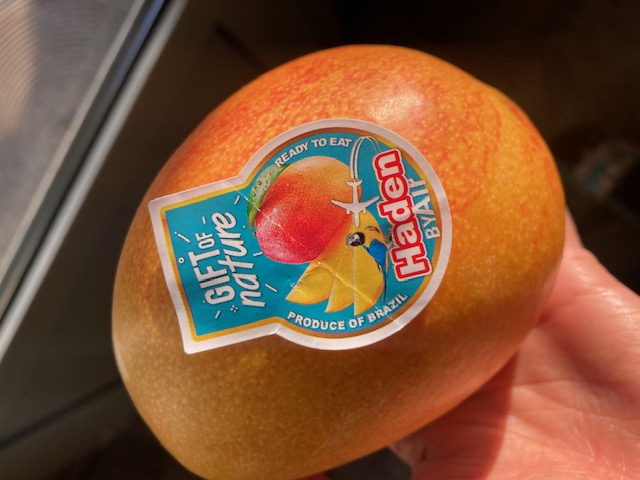 READY TO EAT
GIFT OF
nature
Haden
BY AIR
PRODUCE OF BRAZIL